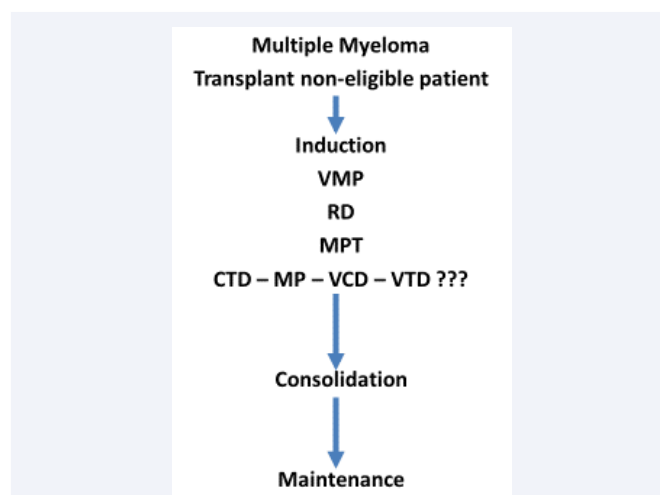 Multiple Myeloma
Transplant non-eligible patient
Induction
VMP
RD
MPT
CTD – MP – VCD – VTD ???
Consolidation
Maintenance